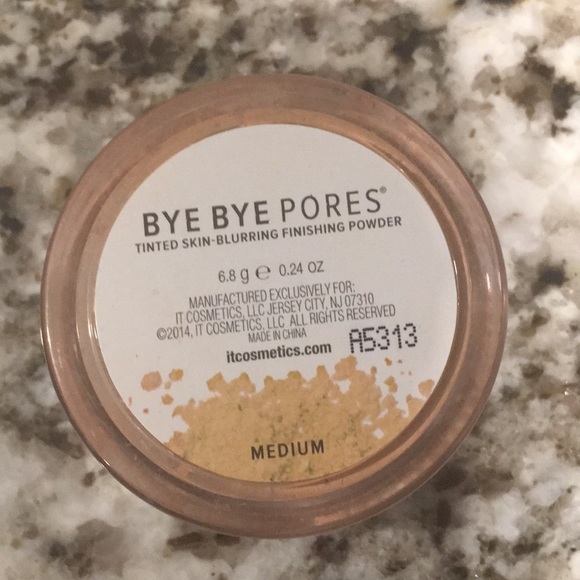 BYE BYE PORES®
TINTED SKIN-BLURRING FINISHING POWDER
6.8 g ℮ 0.24 OZ
MANUFACTURED EXCLUSIVELY FOR:
IT COSMETICS, LLC JERSEY CITY, NJ 07310
©2014, IT COSMETICS, LLC ALL RIGHTS RESERVED
MADE IN CHINA
itcosmetics.com A5313
MEDIUM